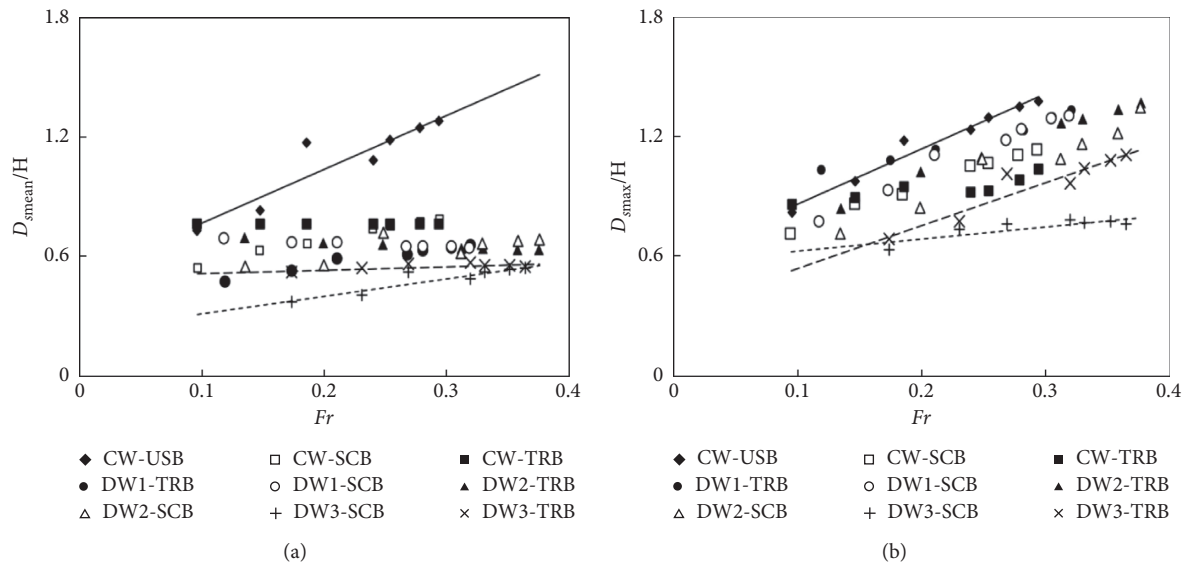 1.8
1.2
0.6
0
0
0.1
0.2
0.3
0.4
Dsmean/H
Fr
CW-USB CW-SCB CW-TRB
DW1-TRB DW1-SCB DW2-TRB
DW2-SCB DW3-SCB DW3-TRB
(a)
1.8
1.2
0.6
0
0
0.1
0.2
0.3
0.4
Dsmax/H
Fr
CW-USB CW-SCB CW-TRB
DW1-TRB DW1-SCB DW2-TRB
DW2-SCB DW3-SCB DW3-TRB
(b)